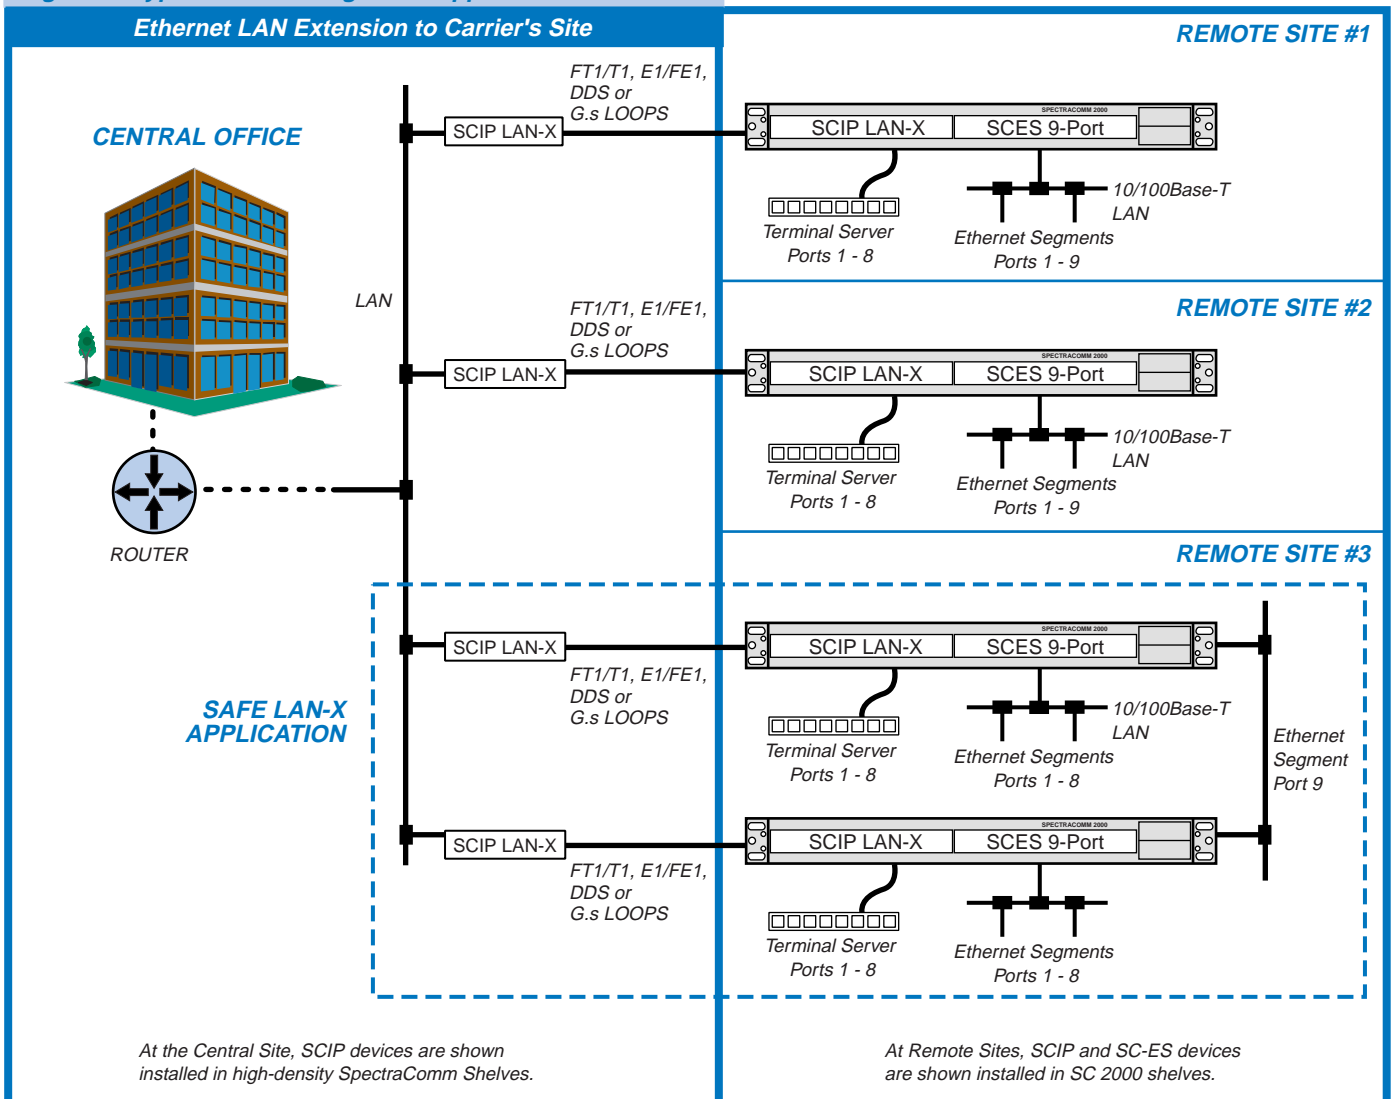 Ethernet LAN Extension to Carrier's Site
CENTRAL OFFICE
LAN
ROUTER
FT1/T1, E1/FE1,
DDS or
G.s LOOPS
SCIP LAN-X
FT1/T1, E1/FE1,
DDS or
G.s LOOPS
SCIP LAN-X
SAFE LAN-X
APPLICATION
SCIP LAN-X
FT1/T1, E1/FE1,
DDS or
G.s LOOPS
SCIP LAN-X
FT1/T1, E1/FE1,
DDS or
G.s LOOPS
At the Central Site, SCIP devices are shown
installed in high-density SpectraComm Shelves.
REMOTE SITE #1
SPECTRACOMM 2000
SCIP LAN-X
SCES 9-Port
10/100Base-T
LAN
Terminal Server
Ports 1 - 8
Ethernet Segments
Ports 1 - 9
REMOTE SITE #2
SPECTRACOMM 2000
SCIP LAN-X
SCES 9-Port
10/100Base-T
LAN
Terminal Server
Ports 1 - 8
Ethernet Segments
Ports 1 - 9
REMOTE SITE #3
SPECTRACOMM 2000
SCIP LAN-X
SCES 9-Port
10/100Base-T
LAN
Terminal Server
Ports 1 - 8
Ethernet Segments
Ports 1 - 8
Ethernet
Segment
Port 9
SPECTRACOMM 2000
SCIP LAN-X
SCES 9-Port
Terminal Server
Ports 1 - 8
Ethernet Segments
Ports 1 - 8
At Remote Sites, SCIP and SC-ES devices
are shown installed in SC 2000 shelves.